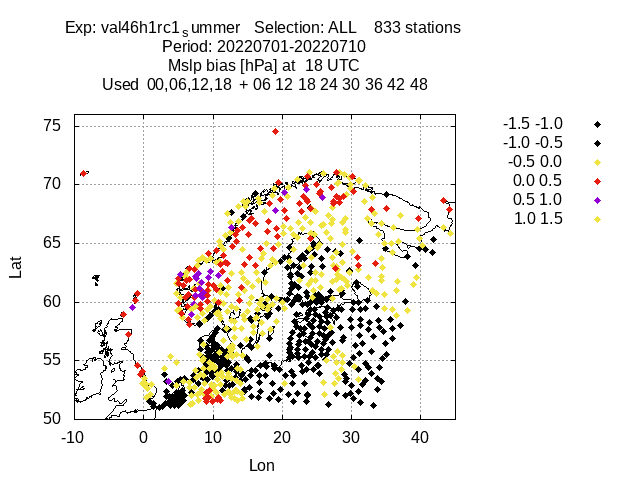 Exp: val46h1rc1summer Selection: ALL 833 stations
Period: 20220701-20220710
Mslp bias [hPa] at 18 UTC
Used 00,06,12,18 + 06 12 18 24 30 36 42 48
75
70
65
60
55
50
Lat
-10 0 10 20 30 40
Lon
-1.5 -1.0
-1.0 -0.5
-0.5 0.0
0.0 0.5
0.5 1.0
1.0 1.5